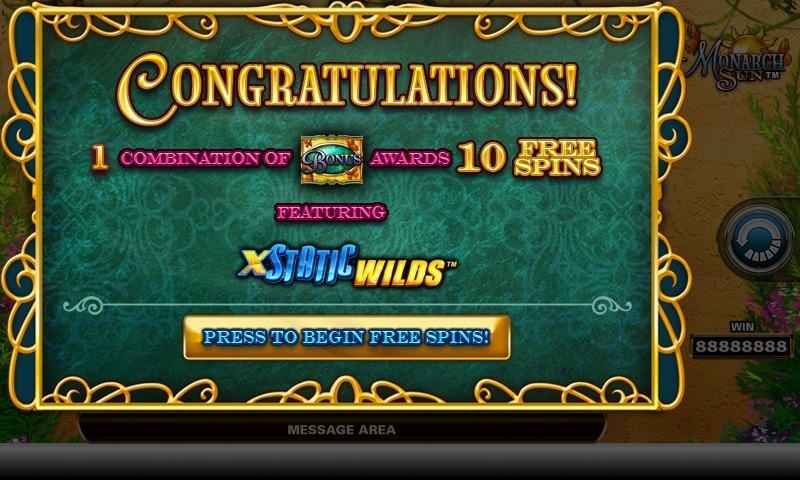 CONGRATULATIONS!
1 COMBINATION OF BONUS AWARDS 10 FREE SPINS
FEATURING
XSTATIC WILDS™
PRESS TO BEGIN FREE SPINS!
MONARCH
SUN™
WIN
88888888
MESSAGE AREA